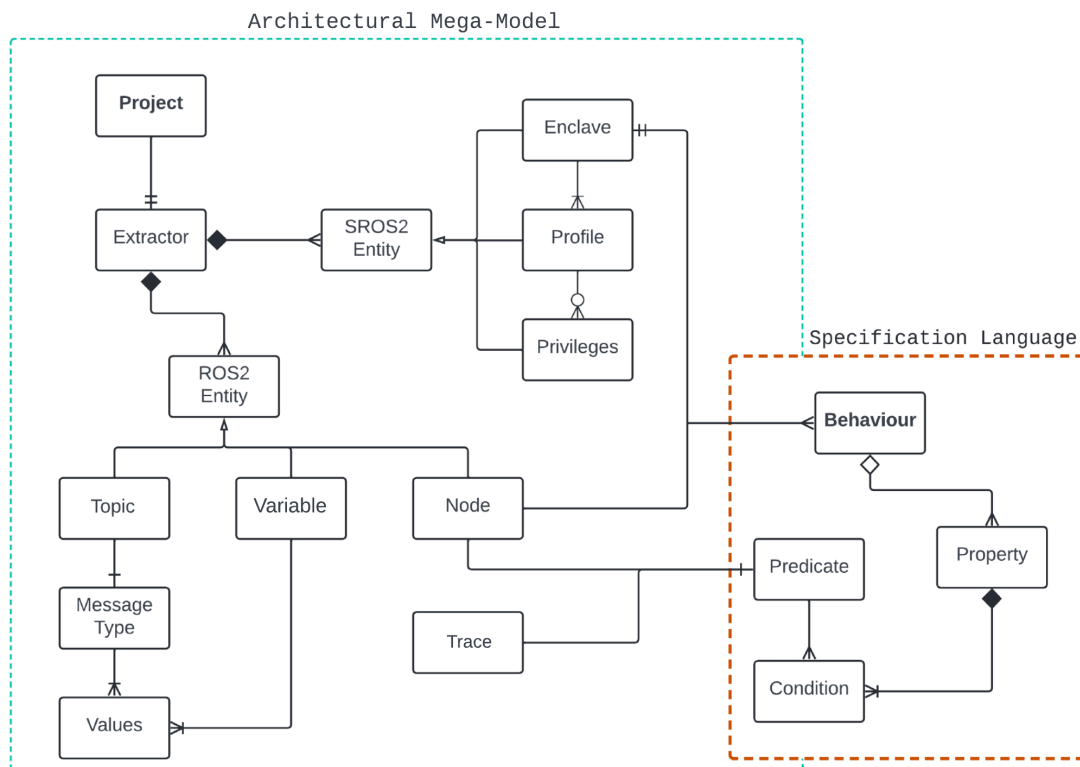 Architectural Mega-Model
Project
Enclave
Extractor
SROS2
Entity
Profile
Privileges
Specification Language
ROS2
Entity
Behaviour
Topic
Variable
Node
Property
Predicate
Message
Type
Trace
Condition
Values